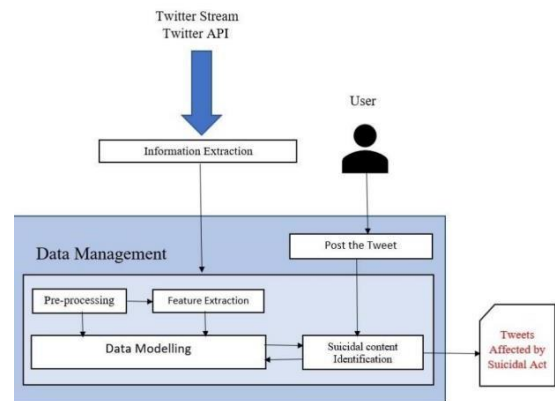 Twitter Stream
Twitter API
User
Information Extraction
Post the Tweet
Data Management
Pre-processing
Feature Extraction
Data Modelling
Suicidal content
Identification
Tweets
Affected by
Suicidal Act